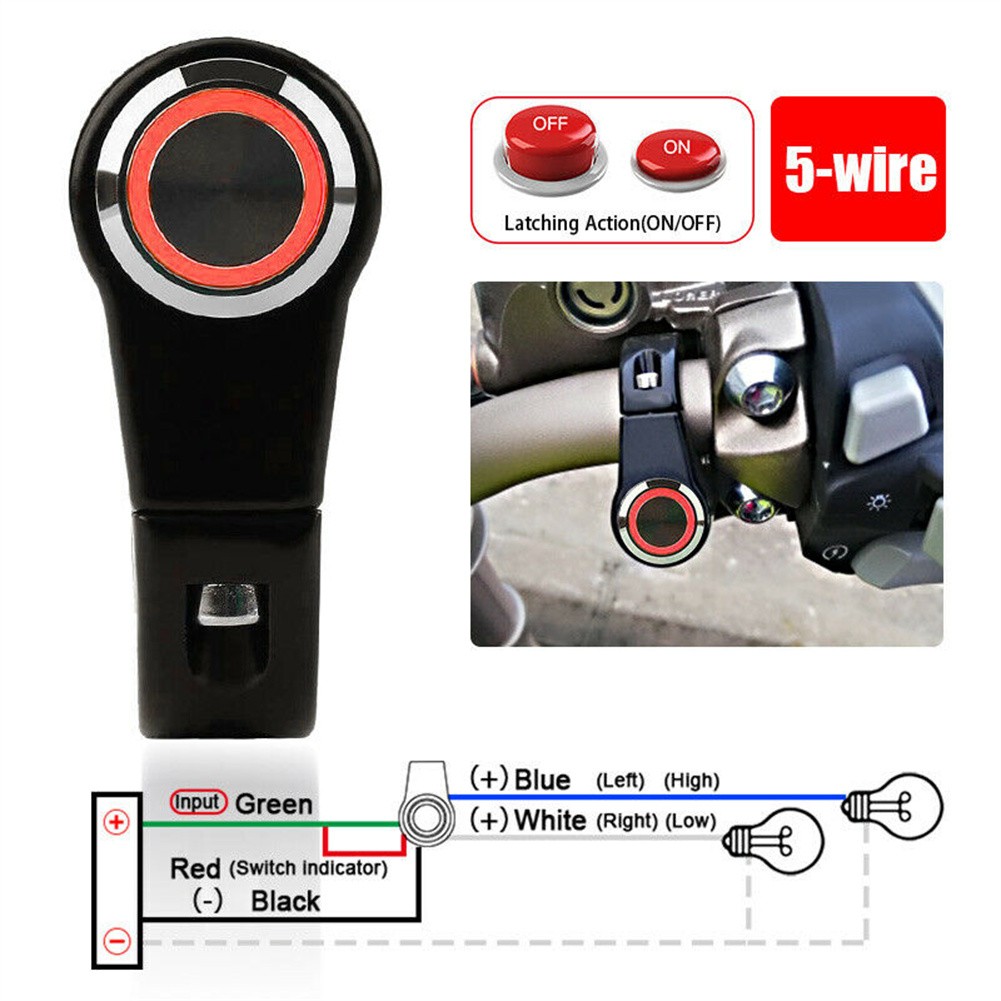 OFF
ON
Latching Action(ON/OFF)
5-wire
(+) Blue (Left) (High)
Input Green
(+) White (Right) (Low)
+
Red (Switch indicator)
(-) Black
-